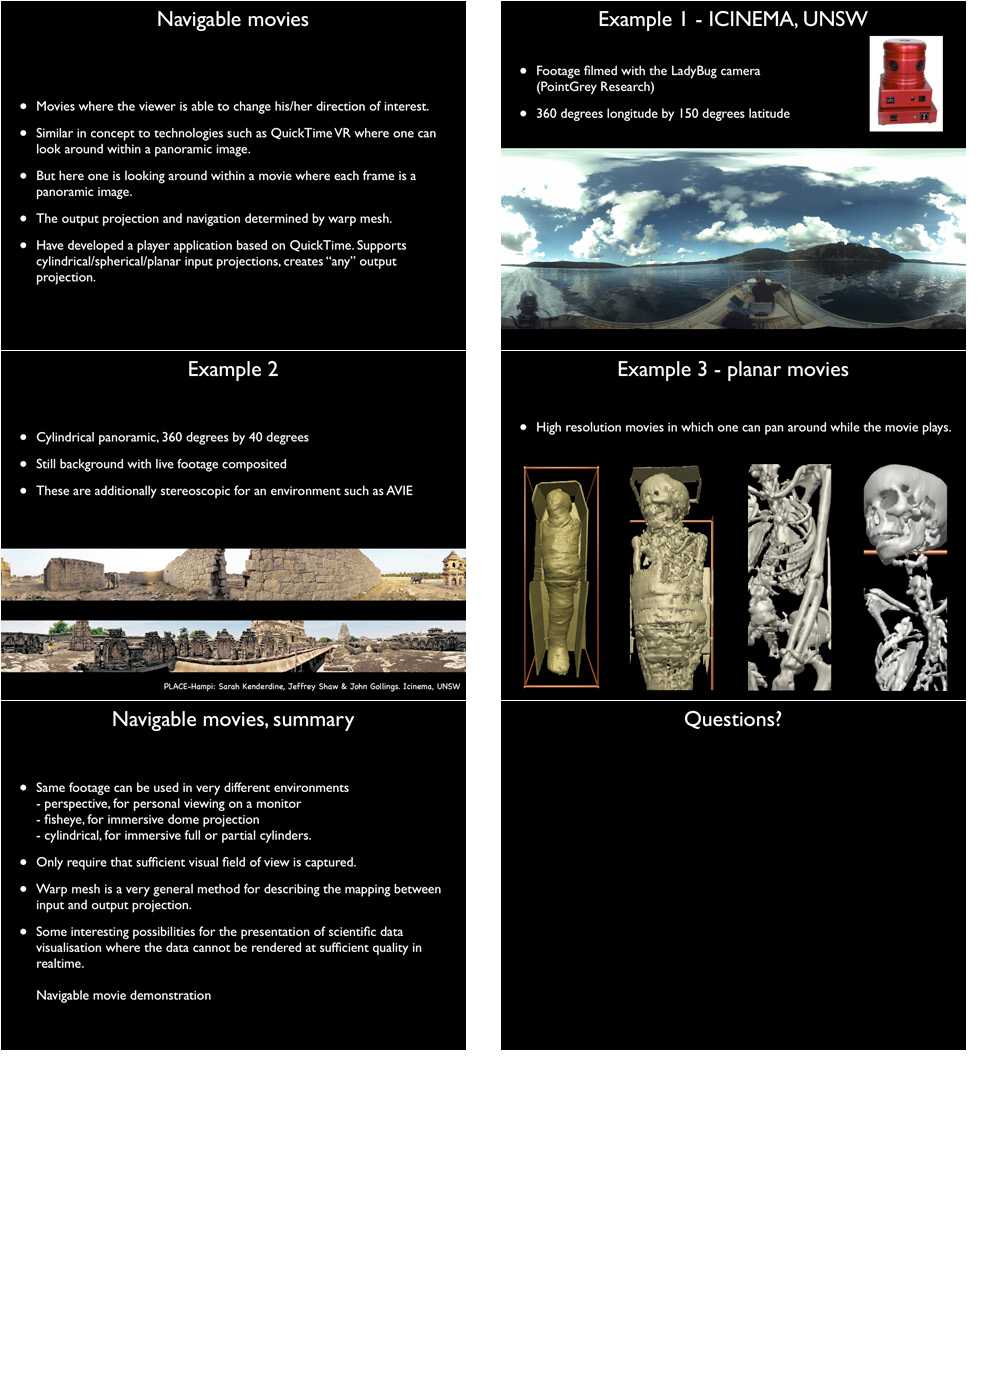 Navigable movies
• Movies where the viewer is able to change his/her direction of interest.
• Similar in concept to technologies such as QuickTime VR where one can
look around within a panoramic image.
• But here one is looking around within a movie where each frame is a
panoramic image.
• The output projection and navigation determined by warp mesh.
• Have developed a player application based on QuickTime. Supports
cylindrical/spherical/planar input projections, creates “any” output
projection.
Example 1 - ICINEMA, UNSW
• Footage filmed with the LadyBug camera
(PointGrey Research)
• 360 degrees longitude by 150 degrees latitude
Example 2
• Cylindrical panoramic, 360 degrees by 40 degrees
• Still background with live footage composited
• These are additionally stereoscopic for an environment such as AVIE
PLACE-Hampi: Sarah Kenderdine, Jeffrey Shaw & John Gollings. Icinema, UNSW
Example 3 - planar movies
• High resolution movies in which one can pan around while the movie plays.
Navigable movies, summary
• Same footage can be used in very different environments
- perspective, for personal viewing on a monitor
- fisheye, for immersive dome projection
- cylindrical, for immersive full or partial cylinders.
• Only require that sufficient visual field of view is captured.
• Warp mesh is a very general method for describing the mapping between
input and output projection.
• Some interesting possibilities for the presentation of scientific data
visualisation where the data cannot be rendered at sufficient quality in
realtime.
Navigable movie demonstration
Questions?